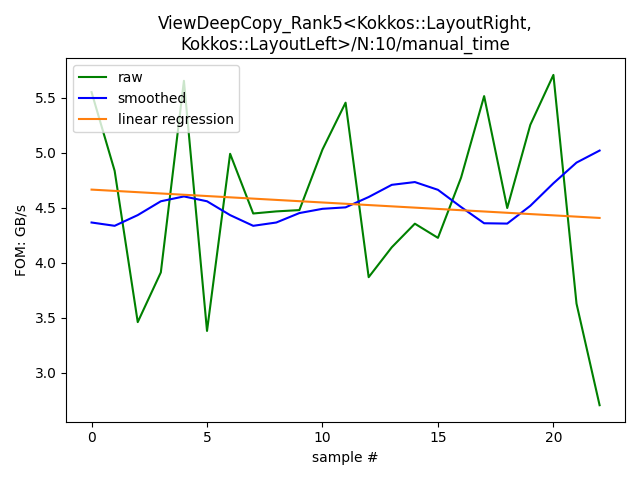 ViewDeepCopy_Rank5<Kokkos::LayoutRight,
Kokkos::LayoutLeft>/N:10/manual_time
raw
smoothed
linear regression
FOM: GB/s
5.5
5.0
4.5
4.0
3.5
3.0
0 5 10 15 20
sample #